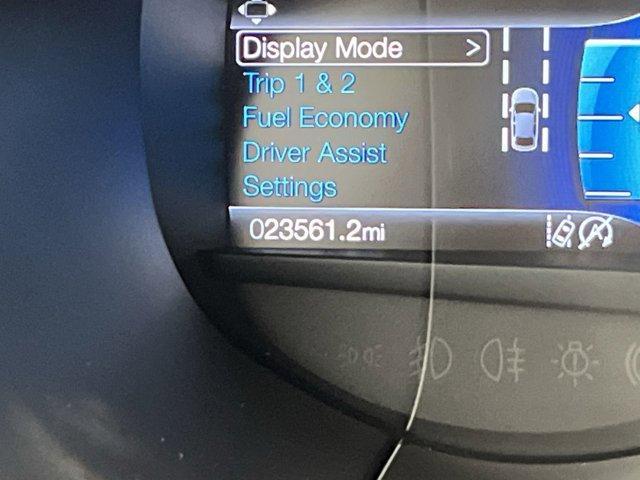 Display Mode >
Trip 1 & 2
Fuel Economy
Driver Assist
Settings
023561.2mi